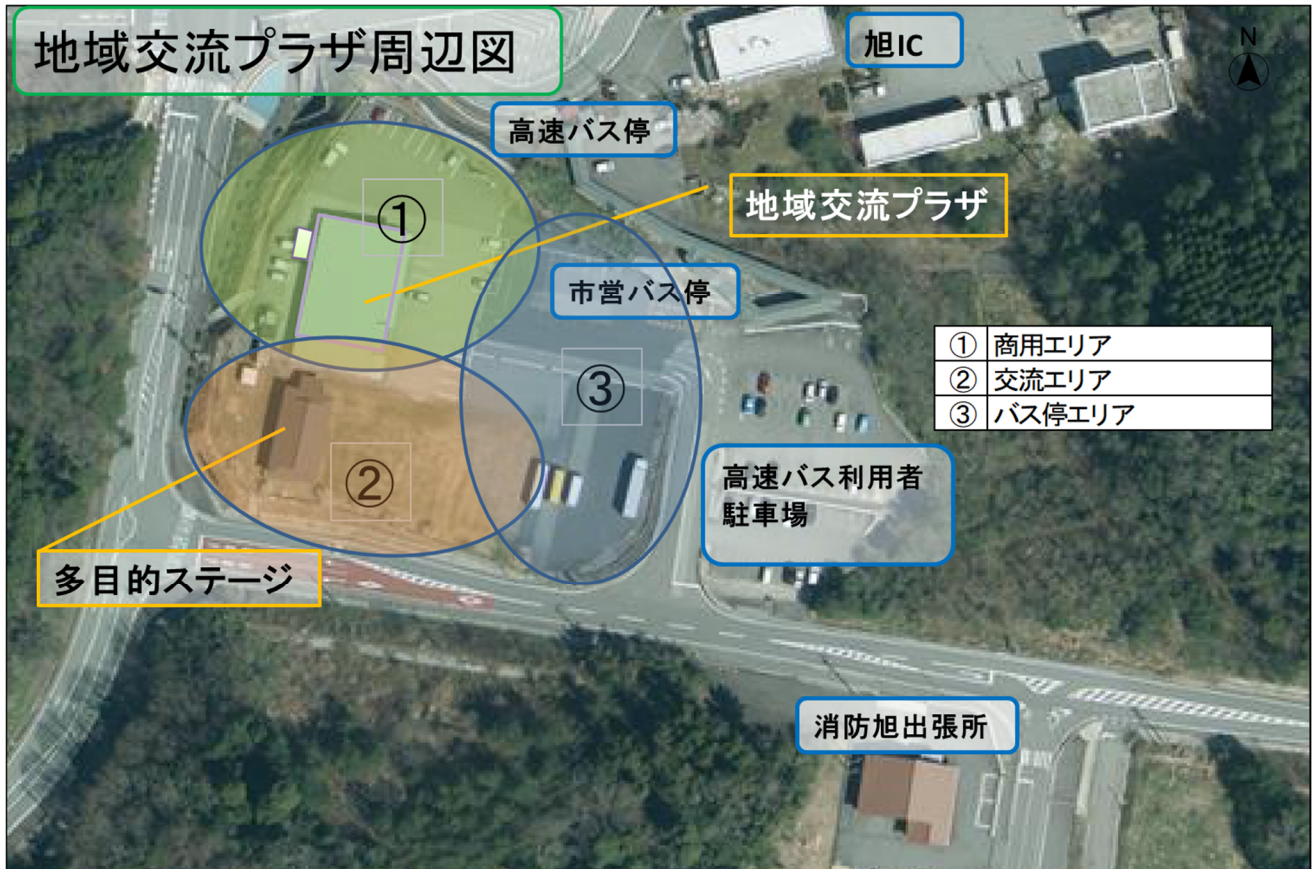 地域交流プラザ周辺図
旭IC
N
高速バス停
①
地域交流プラザ
市営バス停
① 商用エリア
② 交流エリア
③ バス停エリア
③
②
高速バス利用者
駐車場
多目的ステージ
消防旭出張所